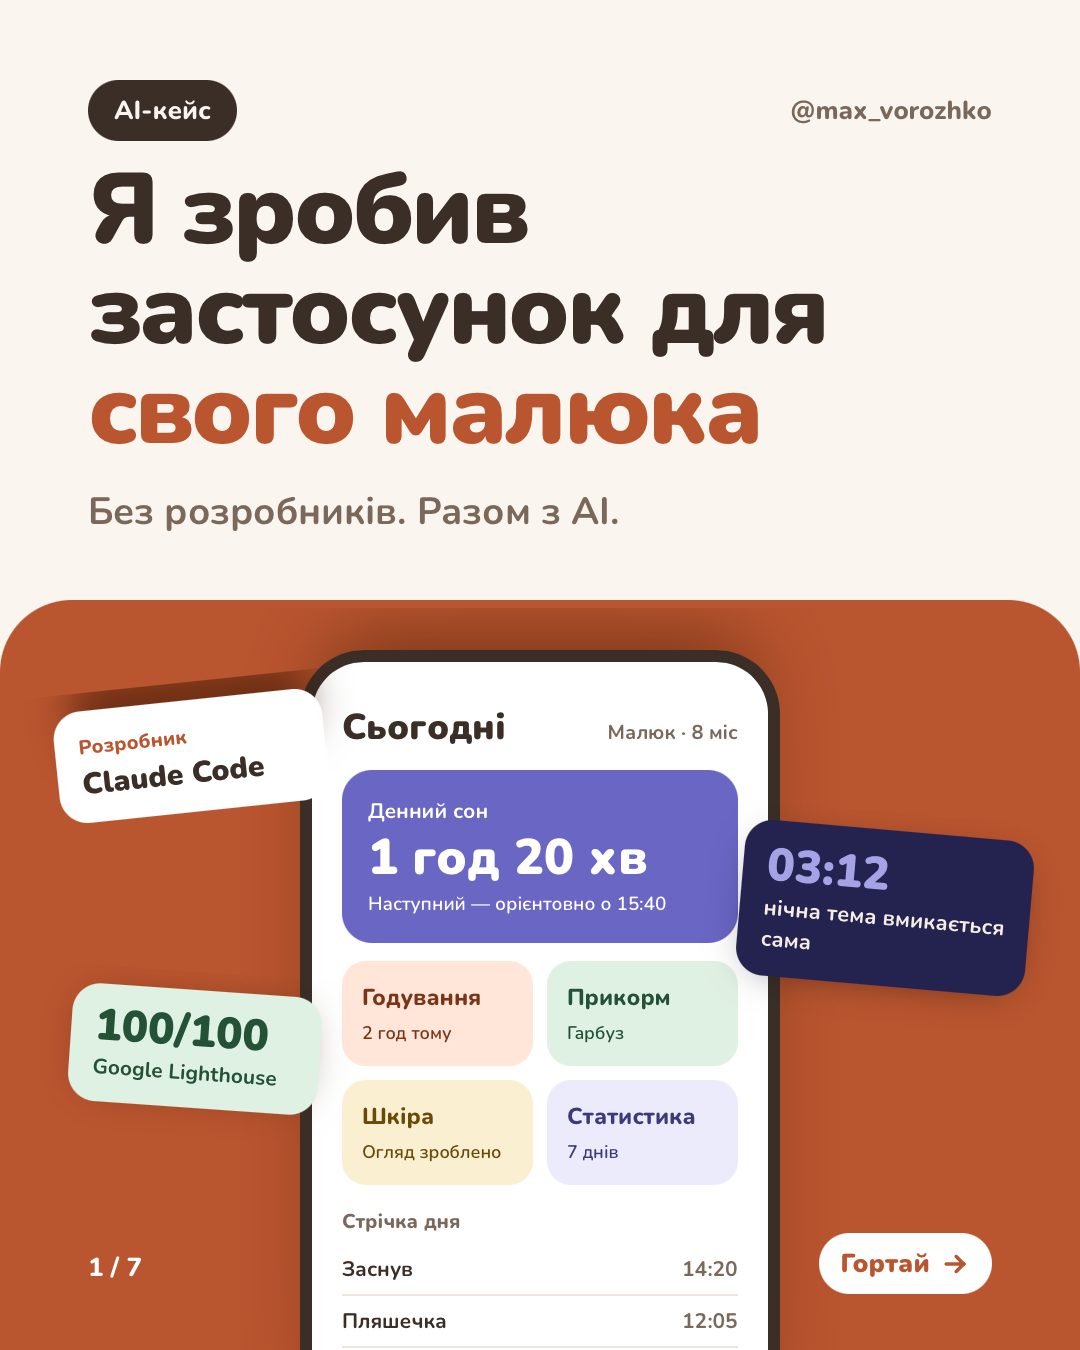 AI-кейс
@max_vorozhko
Я зробив
застосунок для
свого малюка
Без розробників. Разом з AI.
Розробник
Claude Code
Сьогодні
Малюк · 8 міс
Денний сон
1 год 20 хв
Наступний — орієнтовно о 15:40
03:12
нічна тема вмикається
сама
100/100
Google Lighthouse
Годування
2 год тому
Прикорм
Гарбуз
Шкіра
Огляд зроблено
Статистика
7 днів
Стрічка дня
Заснув
14:20
Пляшечка
12:05
1 / 7
Гортай →